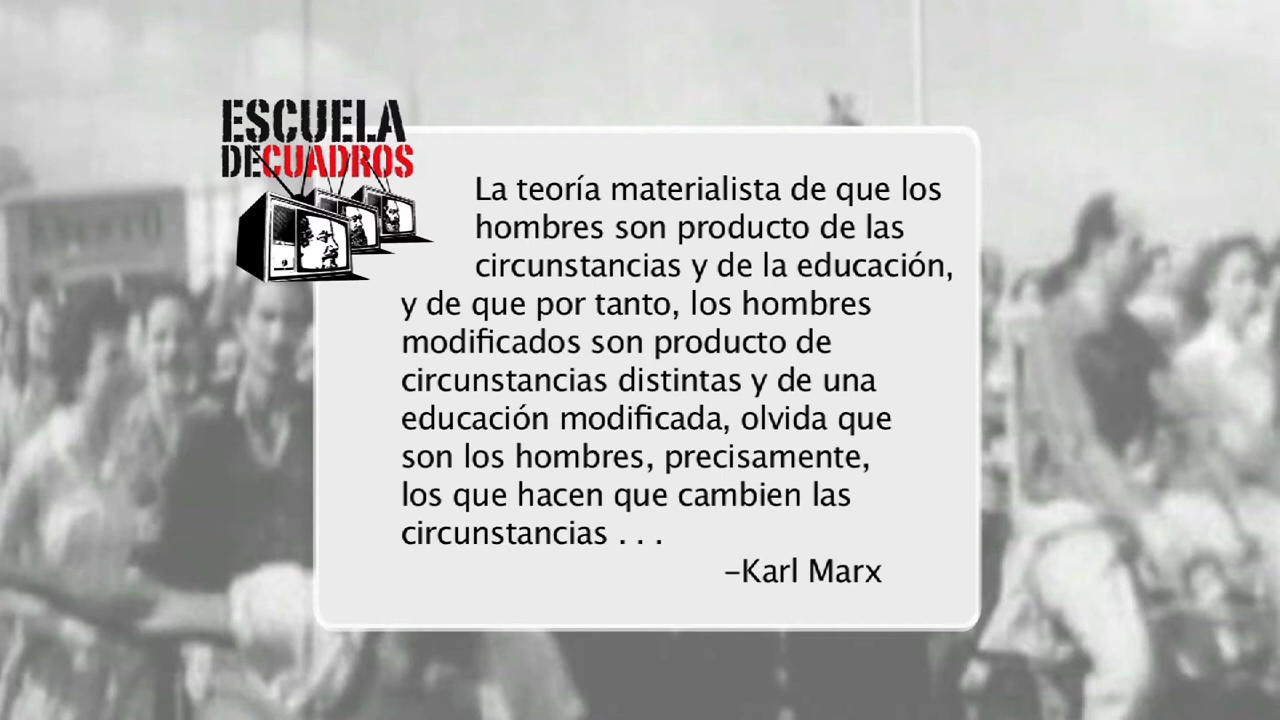 ESCUELA
DECUADROS
La teoría materialista de que los
hombres son producto de las
circunstancias y de la educación,
y de que por tanto, los hombres
modificados son producto de
circunstancias distintas y de una
educación modificada, olvida que
son los hombres, precisamente,
los que hacen que cambien las
circunstancias . . .
–Karl Marx